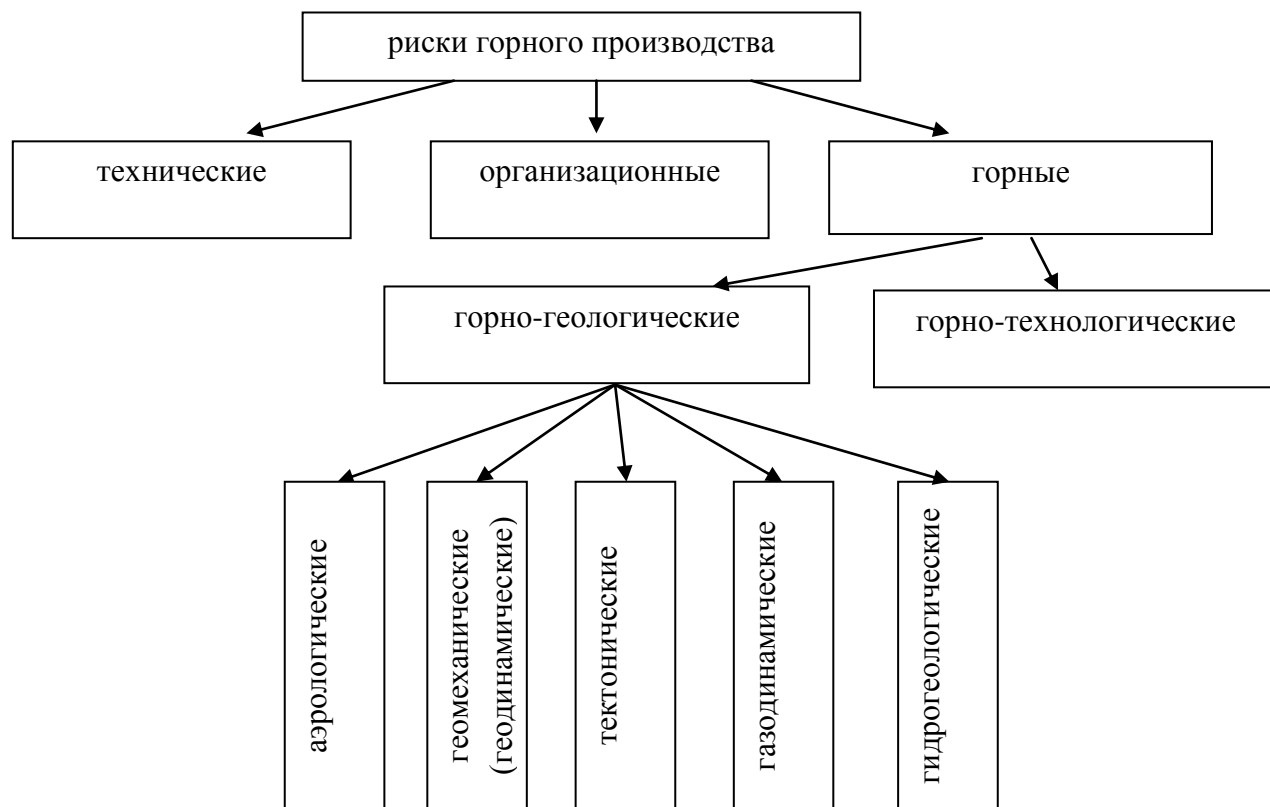 риски горного производства
технические
организационные
горные
горно-геологические
горно-технологические
аэрологические
геомеханические
(геодинамические)
тектонические
газодинамические
гидрогеологические